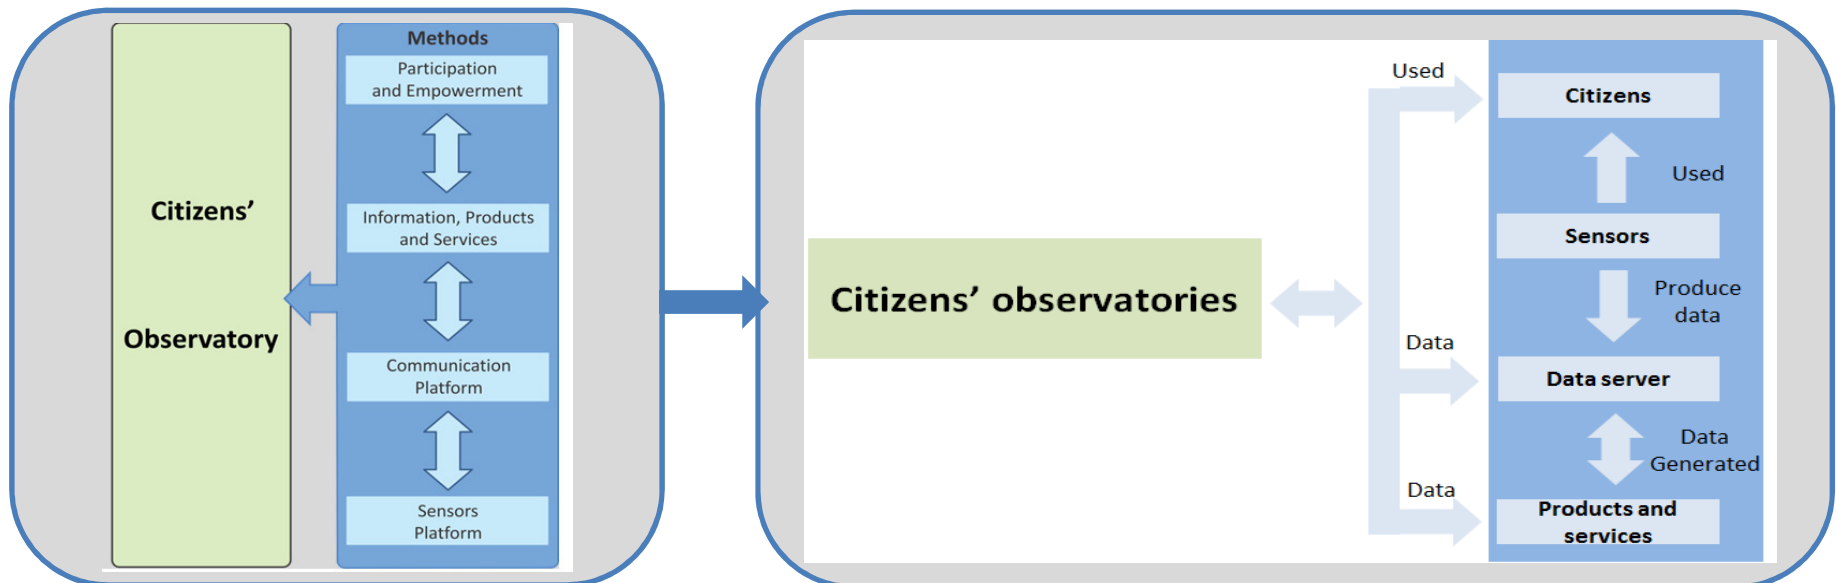 Citizens’
Observatory
Methods
Participation
and Empowerment
Information, Products
and Services
Communication
Platform
Sensors
Platform
Citizens’ observatories
Used
Data
Data
Citizens
Used
Sensors
Produce
data
Data server
Data
Generated
Products and
services